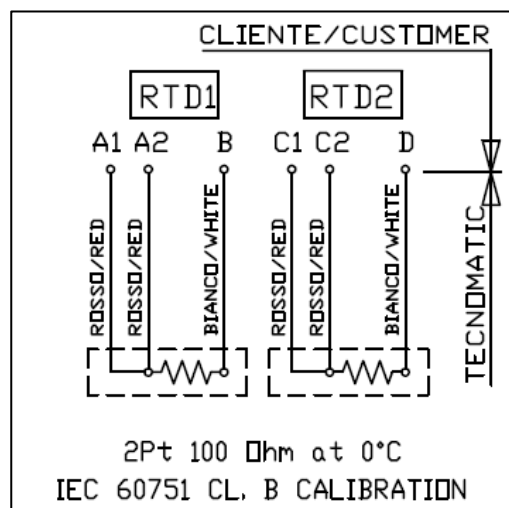 CLIENTE/CUSTOMER
RTD1 RTD2
A1 A2 B C1 C2 D
ROSSO/RED ROSSO/RED BIANCO/WHITE ROSSO/RED ROSSO/RED BIANCO/WHITE
TECNOMATIC
2Pt 100 Ohm at 0°C
IEC 60751 CL. B CALIBRATION